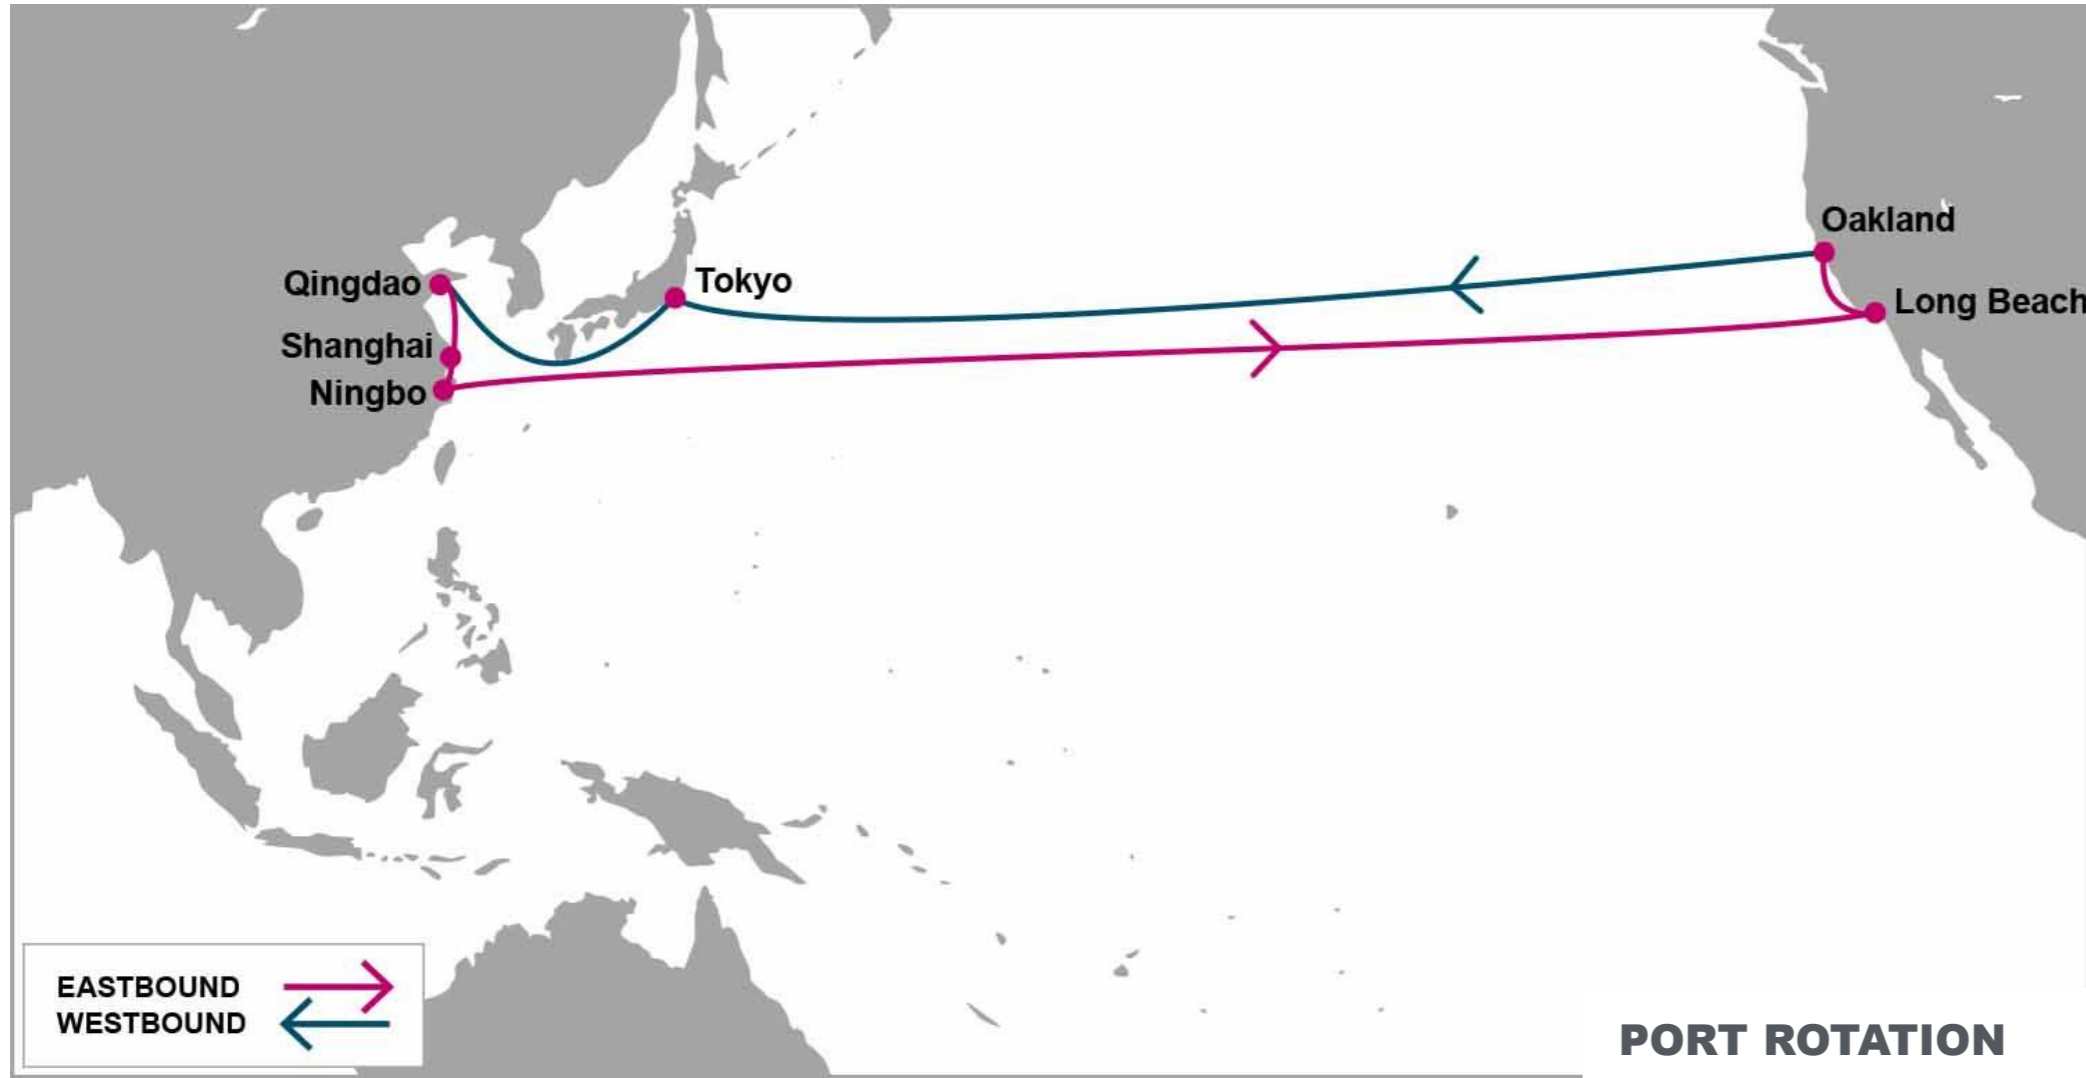 Oakland
Qingdao
Tokyo
Long Beach
Shanghai
Ningbo
EASTBOUND
WESTBOUND
PORT ROTATION